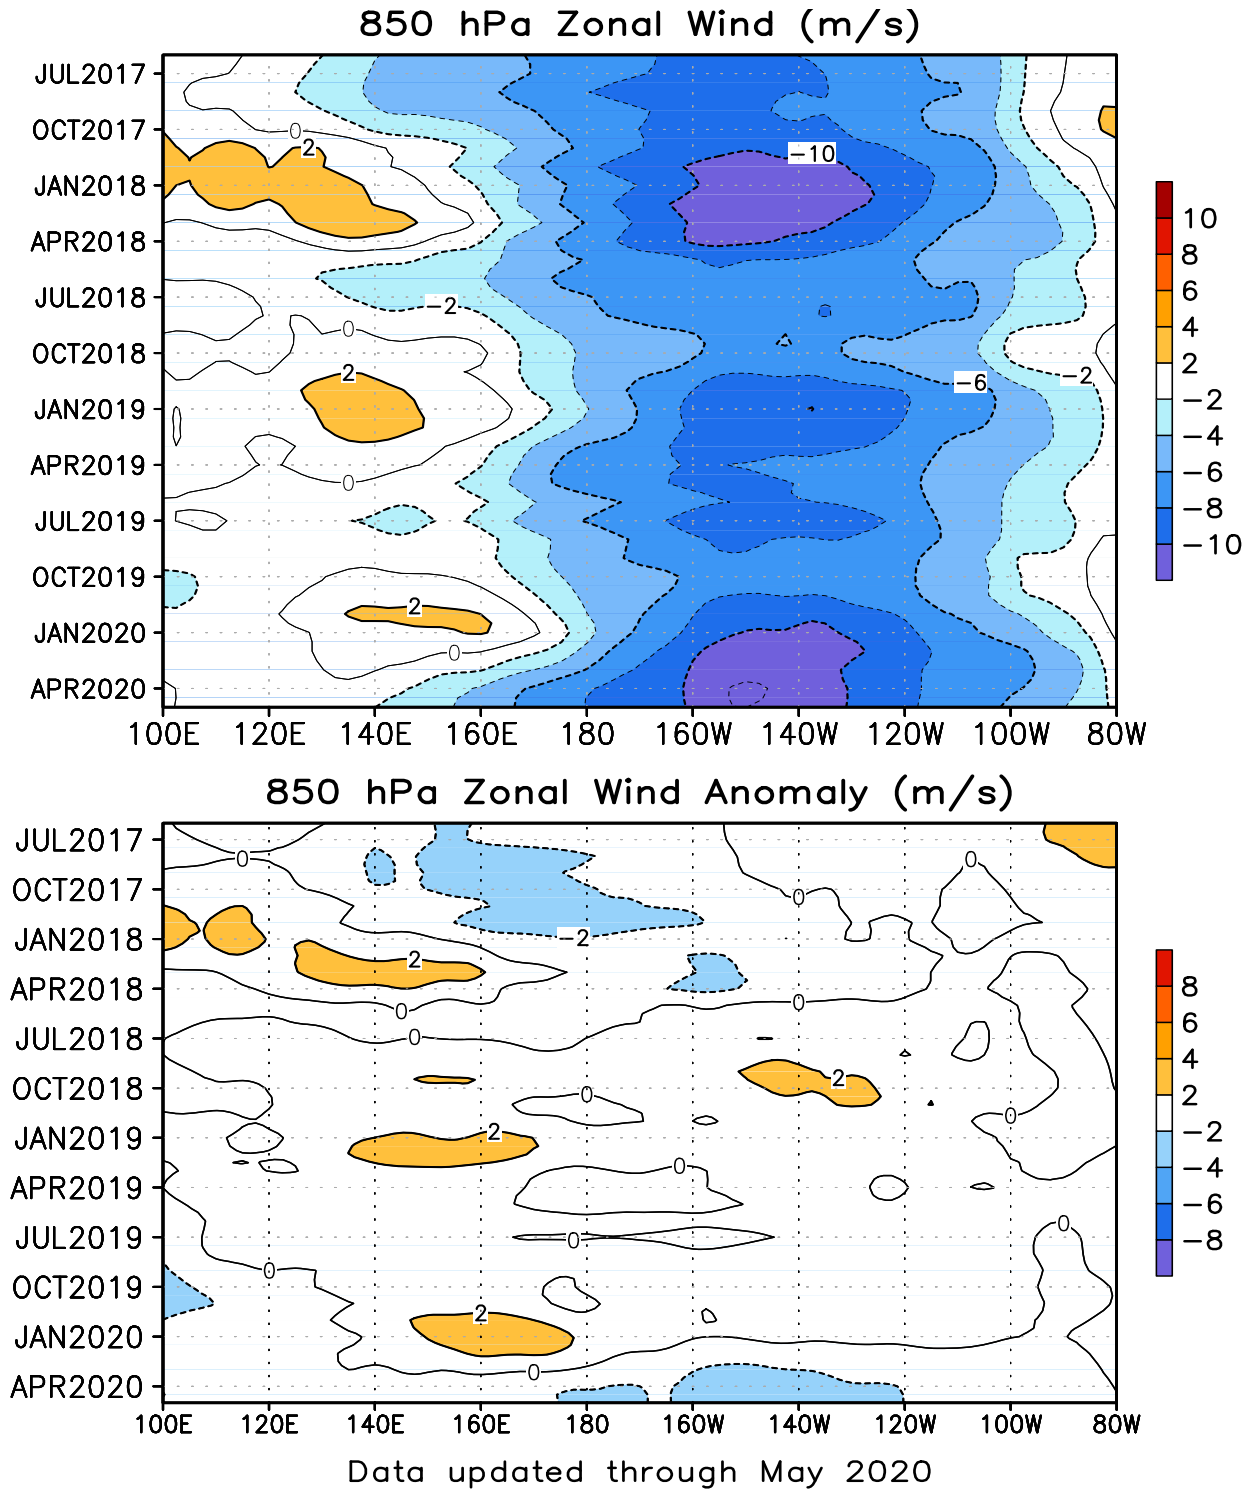 850 hPa Zonal Wind (m/s)
JUL2017
OCT2017
JAN2018
APR2018
JUL2018
OCT2018
JAN2019
APR2019
JUL2019
OCT2019
JAN2020
APR2020
0
2
-10
-2
0
2
-6
-2
0
2
0
100E 120E 140E 160E 180 160W 140W 120W 100W 80W
10
8
6
4
2
-2
-4
-6
-8
-10
850 hPa Zonal Wind Anomaly (m/s)
JUL2017
OCT2017
JAN2018
APR2018
JUL2018
OCT2018
JAN2019
APR2019
JUL2019
OCT2019
JAN2020
APR2020
0
0
0
-2
2
0
0
0
2
0
0
2
0
0
0
0
2
0
100E 120E 140E 160E 180 160W 140W 120W 100W 80W
8
6
4
2
-2
-4
-6
-8
Data updated through May 2020